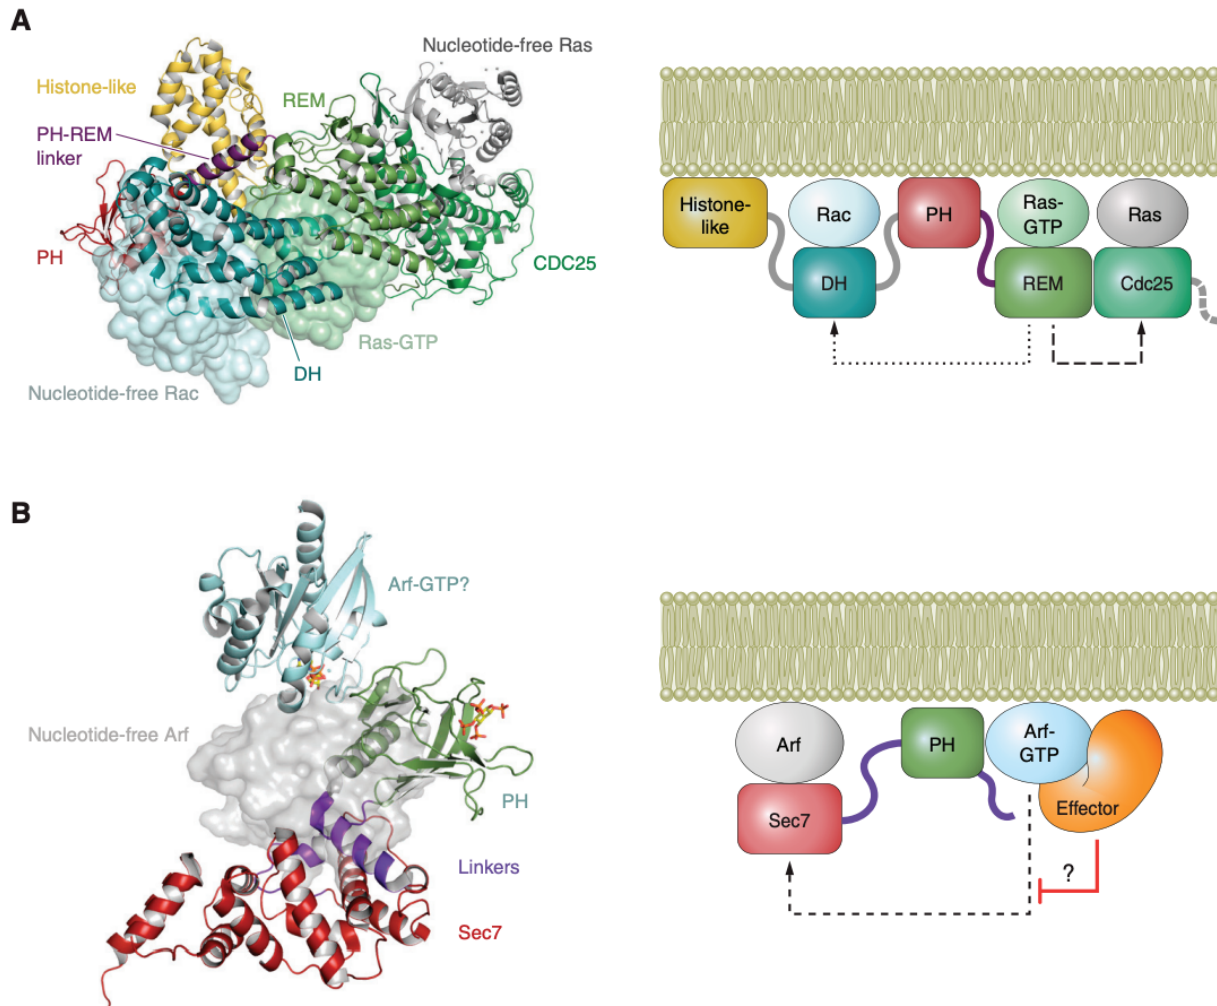 A
Nucleotide-free Ras
Histone-like
REM
PH-REM
linker
PH
CDC25
Ras-GTP
DH
Nucleotide-free Rac
Histone-
like
Rac
PH
Ras-
GTP
Ras
DH
REM
Cdc25
B
Arf-GTP?
Nucleotide-free Arf
PH
Linkers
Sec7
Arf
PH
Arf-
GTP
Sec7
Effector
?